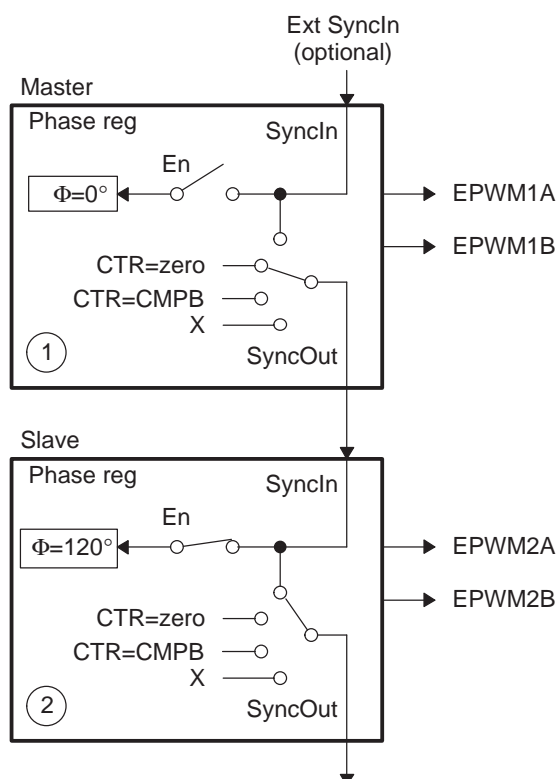 Ext SyncIn
(optional)
Master
Phase reg
SyncIn
En
Φ=0°
EPWM1A
EPWM1B
CTR=zero
CTR=CMPB
X
1
SyncOut
Slave
Phase reg
SyncIn
En
Φ=120°
EPWM2A
EPWM2B
CTR=zero
CTR=CMPB
X
2
SyncOut